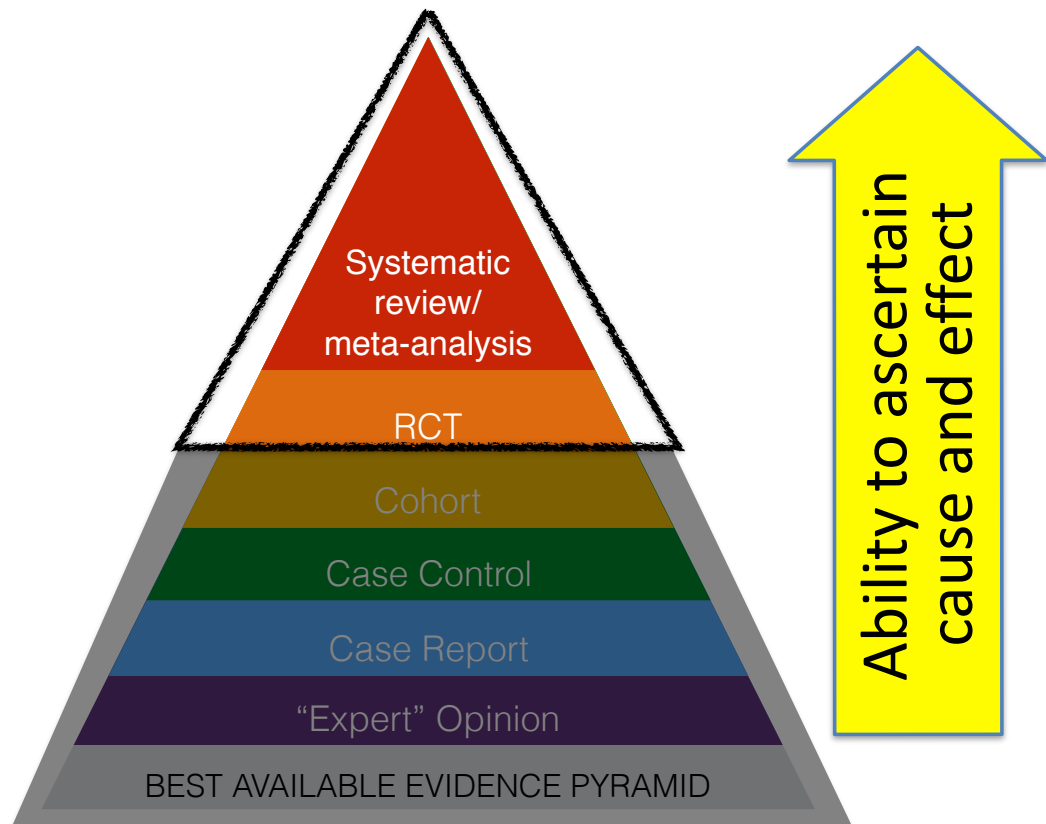 Systematic
review/
meta-analysis
RCT
Cohort
Case Control
Case Report
“Expert” Opinion
BEST AVAILABLE EVIDENCE PYRAMID
Ability to ascertain
cause and effect